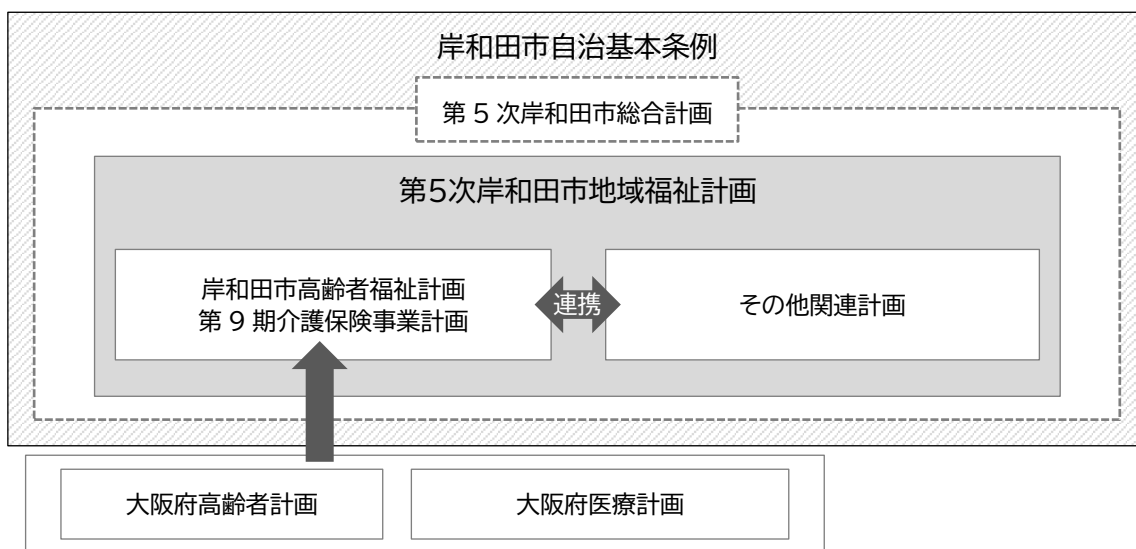 岸和田市自治基本条例
第 5 次岸和田市総合計画
第5次岸和田市地域福祉計画
岸和田市高齢者福祉計画
第 9 期介護保険事業計画
連携
その他関連計画
大阪府高齢者計画
大阪府医療計画